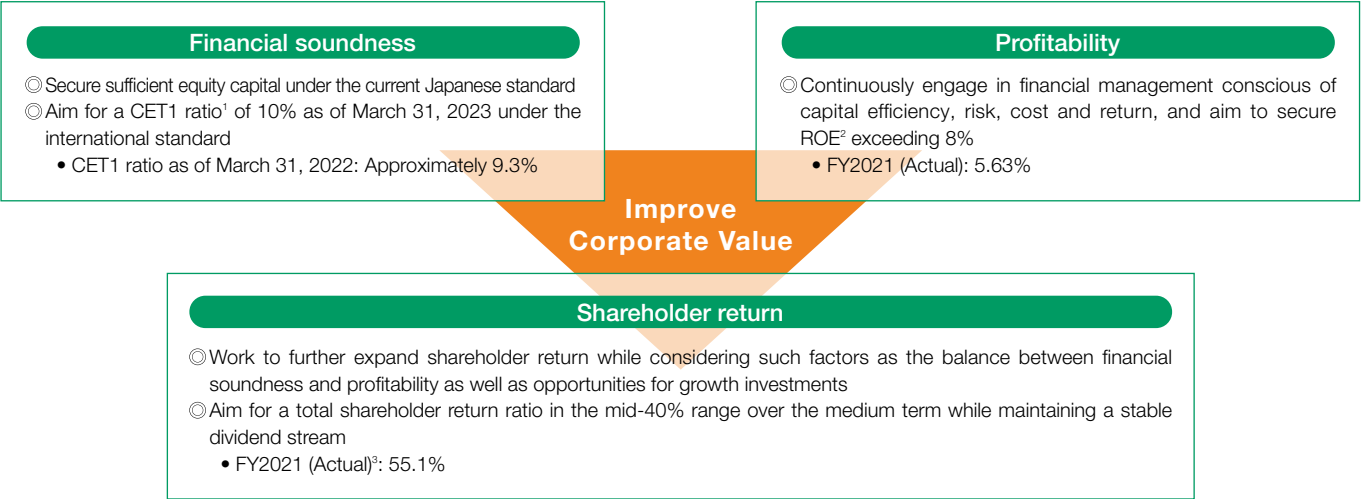 Financial soundness
◎Secure sufficient equity capital under the current Japanese standard
◎Aim for a CET1 ratio¹ of 10% as of March 31, 2023 under the
international standard
• CET1 ratio as of March 31, 2022: Approximately 9.3%
Profitability
◎Continuously engage in financial management conscious of
capital efficiency, risk, cost and return, and aim to secure
ROE² exceeding 8%
• FY2021 (Actual): 5.63%
Improve
Corporate Value
Shareholder return
◎Work to further expand shareholder return while considering such factors as the balance between financial
soundness and profitability as well as opportunities for growth investments
◎Aim for a total shareholder return ratio in the mid-40% range over the medium term while maintaining a stable
dividend stream
• FY2021 (Actual)³: 55.1%